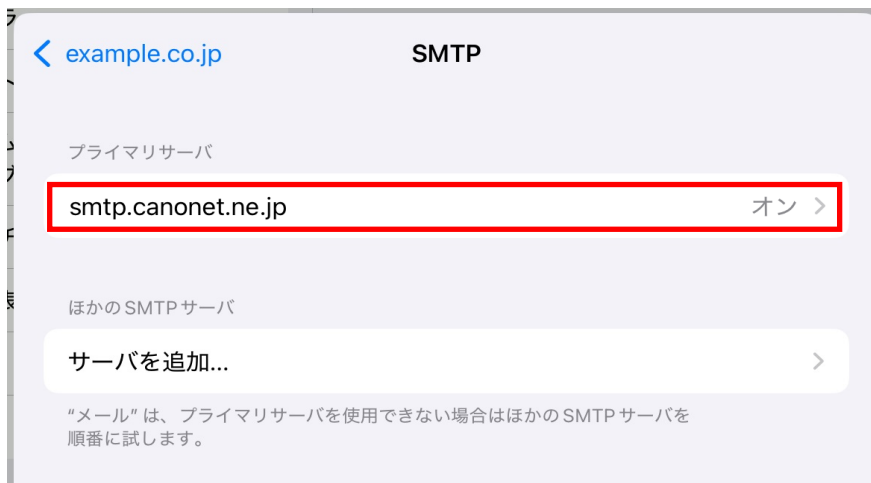 example.co.jp
SMTP
プライマリサーバ
smtp.canonet.ne.jp オン
ほかのSMTPサーバ
サーバを追加...
“メール” は、プライマリサーバを使用できない場合はほかのSMTPサーバを
順番に試します。